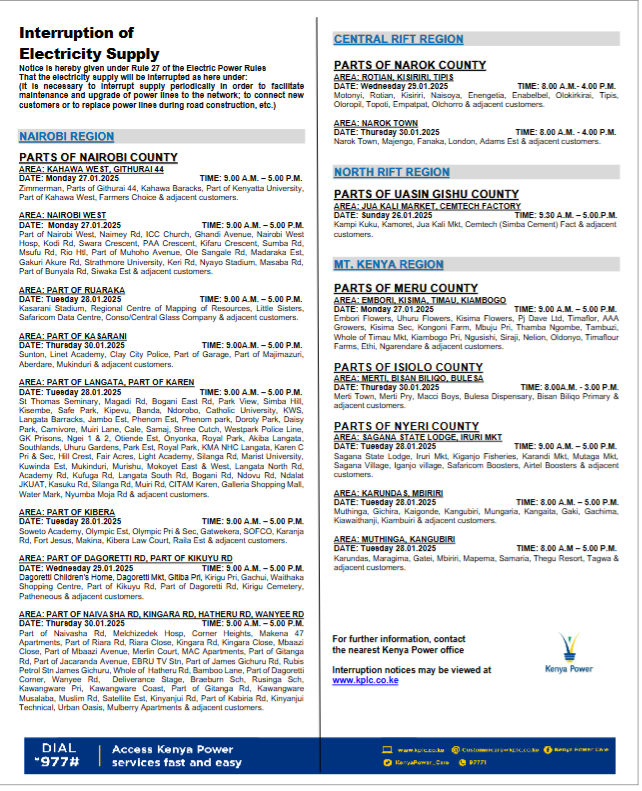 Interruption of
Electricity Supply
Notice is hereby given under Rule 27 of the Electric Power Rules
That the electricity supply will be interrupted as here under:
(It is necessary to interrupt supply periodically in order to facilitate
maintenance and upgrade of power lines to the network; to connect new
customers or to replace power lines during road construction, etc.)
NAIROBI REGION
PARTS OF NAIROBI COUNTY
AREA: KAHAWA WEST, GITHURAI 44
DATE: Monday 27.01.2025 TIME: 9.00 A.M. – 5.00 P.M.
Zimmerman, Parts of Githurai 44, Kahawa Baracks, Part of Kenyatta University,
Part of Kahawa West, Farmers Choice & adjacent customers.
AREA: NAIROBI WEST
DATE: Monday 27.01.2025 TIME: 9.00 A.M. – 5.00 P.M.
Part of Nairobi West, Naimey Rd, ICC Church, Ghandi Avenue, Nairobi West
Hosp, Kodi Rd, Swara Crescent, PAA Crescent, Kifaru Crescent, Sumba Rd,
Msufu Rd, Rio Htl, Part of Muhoho Avenue, Ole Sangale Rd, Madaraka Est,
Gakuri Akure Rd, Strathmore University, Keri Rd, Nyayo Stadium, Masaba Rd,
Part of Bunyala Rd, Siwaka Est & adjacent customers.
AREA: PART OF RUARAKA
DATE: Tuesday 28.01.2025 TIME: 9.00 A.M. – 5.00 P.M.
Kasarani Stadium, Regional Centre of Mapping of Resources, Little Sisters,
Safaricom Data Centre, Conso/Central Glass Company & adjacent customers.
AREA: PART OF KASARANI
DATE: Thursday 30.01.2025 TIME: 9.00A.M. – 5.00 P.M.
Sunton, Linet Academy, Clay City Police, Part of Garage, Part of Majimazuri,
Aberdare, Mukinduri & adjacent customers.
AREA: PART OF LANGATA, PART OF KAREN
DATE: Tuesday 28.01.2025 TIME: 9.00 A.M. – 5.00 P.M.
St Thomas Seminary, Magadi Rd, Bogani East Rd, Park View, Simba Hill,
Kisembe, Safe Park, Kipevu, Banda, Ndorobo, Catholic University, KWS,
Langata Barracks, Jambo Est, Phenom Est, Phenom park, Doroty Park, Daisy
Park, Carnivore, Muiri Lane, Cale, Samaj, Shree Cutch, Westpark Police Line,
GK Prisons, Ngei 1 & 2, Otiende Est, Onyonka, Royal Park, Akiba Langata,
Southlands, Uhuru Gardens, Park Est, Royal Park, KMA NHC Langata, Karen C
Pri & Sec, Hill Crest, Fair Acres, Light Academy, Silanga Rd, Marist University,
Kuwinda Est, Mukinduri, Murishu, Mokoyet East & West, Langata North Rd,
Academy Rd, Kufuga Rd, Langata South Rd, Bogani Rd, Ndovu Rd, Ndalat
JKUAT, Kasuku Rd, Silanga Rd, Muiri Rd, CITAM Karen, Galleria Shopping Mall,
Water Mark, Nyumba Moja Rd & adjacent customers.
AREA: PART OF KIBERA
DATE: Tuesday 28.01.2025 TIME: 9.00 A.M. – 5.00 P.M.
Soweto Academy, Olympic Est, Olympic Pri & Sec, Gatwekera, SOFCO, Karanja
Rd, Fort Jesus, Makina, Kibera Law Court, Raila Est & adjacent customers.
AREA: PART OF DAGORETTI RD, PART OF KIKUYU RD
DATE: Wednesday 29.01.2025 TIME: 9.00 A.M. – 5.00 P.M.
Dagoretti Children's Home, Dagoretti Mkt, Gitiba Pri, Kirigu Pri, Gachui, Waithaka
Shopping Centre, Part of Kikuyu Rd, Part of Dagoretti Rd, Kirigu Cemetery,
Patheneous & adjacent customers.
AREA: PART OF NAIVASHA RD, KINGARA RD, HATHERU RD, WANYEE RD
DATE: Thursday 30.01.2025 TIME: 9.00 A.M. – 5.00 P.M.
Part of Naivasha Rd, Melchizedek Hosp, Corner Heights, Makena 47
Apartments, Part of Riara Rd, Riara Close, Kingara Rd, Kingara Close, Mbaazi
Close, Part of Mbaazi Avenue, Merlin Court, MAC Apartments, Part of Gitanga
Rd, Part of Jacaranda Avenue, EBRU TV Stn, Part of James Gichuru Rd, Rubis
Petrol Stn James Gichuru, Whole of Hatheru Rd, Bamboo Lane, Part of Dagoretti
Corner, Wanyee Rd, Deliverance Stage, Braeburn Sch, Rusinga Sch,
Kawangware Pri, Kawangware Coast, Part of Gitanga Rd, Kawangware
Musalaba, Muslim Rd, Satellite Est, Kinyanjui Rd, Part of Kabiria Rd, Kinyanjui
Technical, Urban Oasis, Mulberry Apartments & adjacent customers.
CENTRAL RIFT REGION
PARTS OF NAROK COUNTY
AREA: ROTIAN, KISIRIRI, TIPIS
DATE: Wednesday 29.01.2025 TIME: 8.00 A.M - 4.00 P.M.
Motonyi, Rotian, Kisiriri, Naisoya, Enengetia, Enabelbel, Olokirkirai, Tipis,
Oloropil, Topoti, Empatpat, Olchorro & adjacent customers.
AREA: NAROK TOWN
DATE: Thursday 30.01.2025 TIME: 8.00 A.M. - 4.00 P.M.
Narok Town, Majengo, Fanaka, London, Adams Est & adjacent customers.
NORTH RIFT REGION
PARTS OF UASIN GISHU COUNTY
AREA: JUA KALI MARKET, CEMTECH FACTORY
DATE: Sunday 26.01.2025 TIME: 9.30 A.M – 5.00.P.M.
Kampi Kuku, Kamoret, Jua Kali Mkt, Cemtech (Simba Cement) Fact & adjacent
customers.
MT. KENYA REGION
PARTS OF MERU COUNTY
AREA: EMBORI, KISIMA, TIMAU, KIAMBOGO
DATE: Monday 27.01.2025 TIME: 8.00 A.M – 5.00 P.M.
Embori Flowers, Uhuru Flowers, Kisima Flowers, Pj Dave Ltd, Timaflor, AAA
Growers, Kisima Sec, Kongoni Farm, Mbuju Pri, Thamba Ngombe, Tambuzi,
Whole of Timau Mkt, Kiambogo Pri, Ngusishi, Siraji, Nelion, Oldonyo, Timaflour
Farms, Ethi, Ngarendare & adjacent customers.
PARTS OF ISIOLO COUNTY
AREA: MERTI, BISAN BILIQO, BULESA
DATE: Thursday 30.01.2025 TIME: 8.00A.M - 3.00 P.M.
Merti Town, Merti Pry, Macci Boys, Bulesa Dispensary, Bisan Biliqo Primary &
adjacent customers.
PARTS OF NYERI COUNTY
AREA: SAGANA STATE LODGE, IRURI MKT
DATE: Tuesday 28.01.2025 TIME: 9.00 A.M – 5.00 P.M.
Sagana State Lodge, Iruri Mkt, Kiganjo Fisheries, Karandi Mkt, Mutaga Mkt,
Sagana Village, Iganjo village, Safaricom Boosters, Airtel Boosters & adjacent
customers.
AREA: KARUNDAS, MBIRIRI
DATE: Tuesday 28.01.2025 TIME: 8.00 A.M – 5.00 P.M.
Muthinga, Gichira, Kaigonde, Kangubiri, Mungaria, Kangaita, Gaki, Gachima,
Kiawaithanji, Kiambuiri & adjacent customers.
AREA: MUTHINGA, KANGUBIRI
DATE: Tuesday 28.01.2025 TIME: 8.00 A.M – 5.00 P.M.
Karundas, Maragima, Gatei, Mbiriri, Mapema, Samaria, Thegu Resort, Tagwa &
adjacent customers.
For further information, contact
the nearest Kenya Power office
Interruption notices may be viewed at
www.kplc.co.ke
Kenya Power
DIAL
*977#
Access Kenya Power
services fast and easy
www.kplc.co.ke Customercare@kplc.co.ke Kenya Power Care
KenyaPower_Care 97771